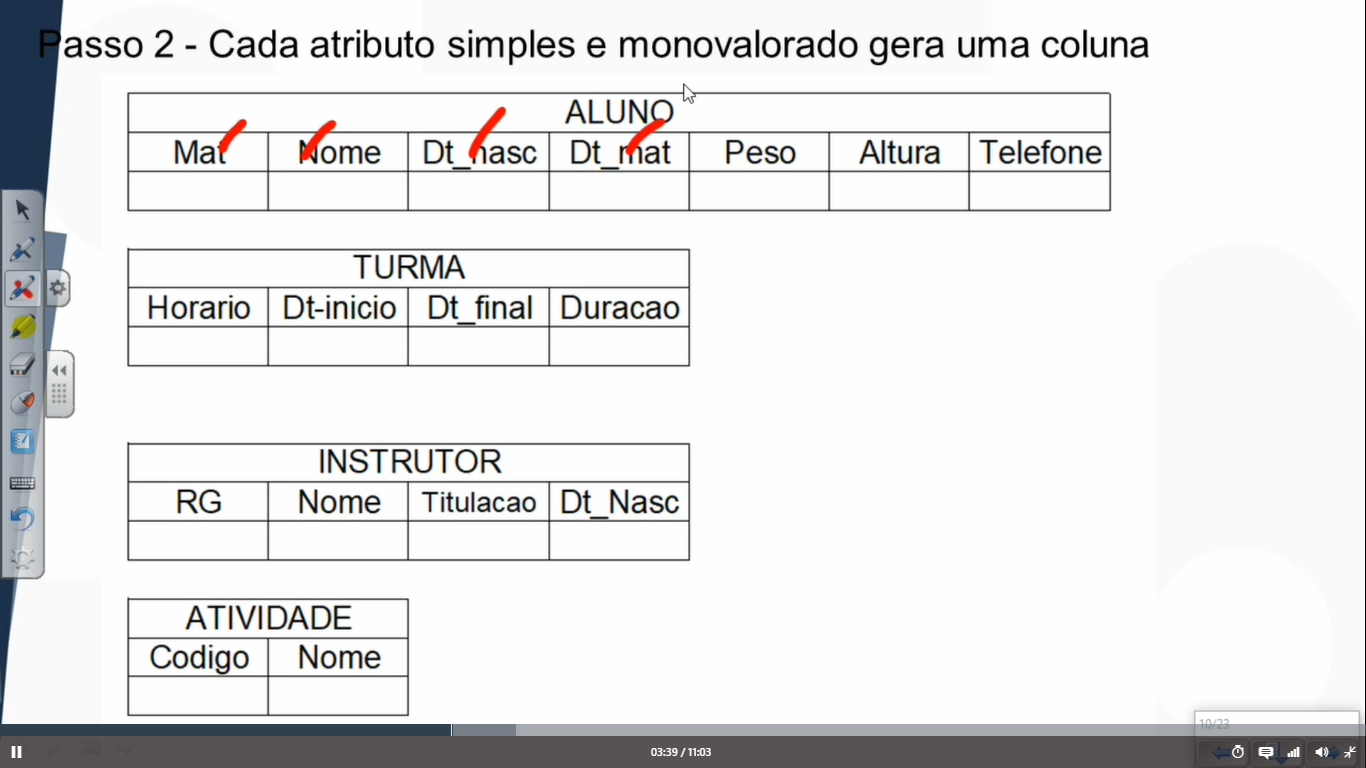 Passo 2 - Cada atributo simples e monovalorado gera uma coluna
ALUNO
Mat Nome Dt_nasc Dt_mat Peso Altura Telefone
TURMA
Horario Dt-inicio Dt_final Duracao
INSTRUTOR
RG Nome Titulacao Dt_Nasc
ATIVIDADE
Codigo Nome
10/23
03:39 / 11:03